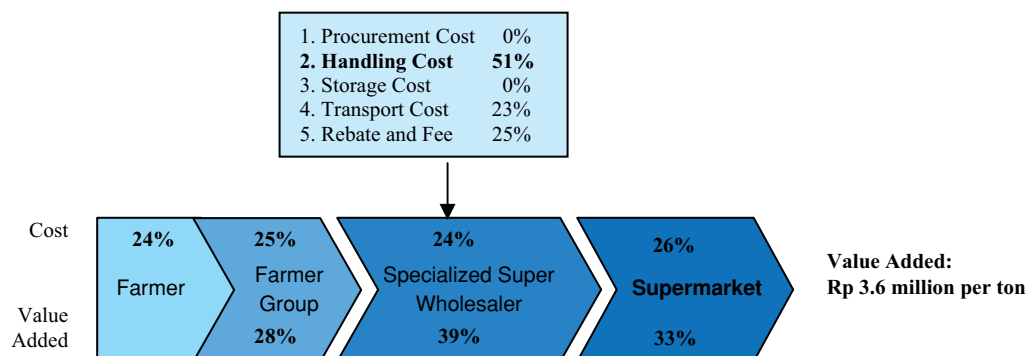 1. Procurement Cost 0%
2. Handling Cost 51%
3. Storage Cost 0%
4. Transport Cost 23%
5. Rebate and Fee 25%
Cost
24%
25%
24%
26%
Farmer
Farmer
Group
Specialized Super
Wholesaler
Supermarket
Value
Added
28%
39%
33%
Value Added:
Rp 3.6 million per ton